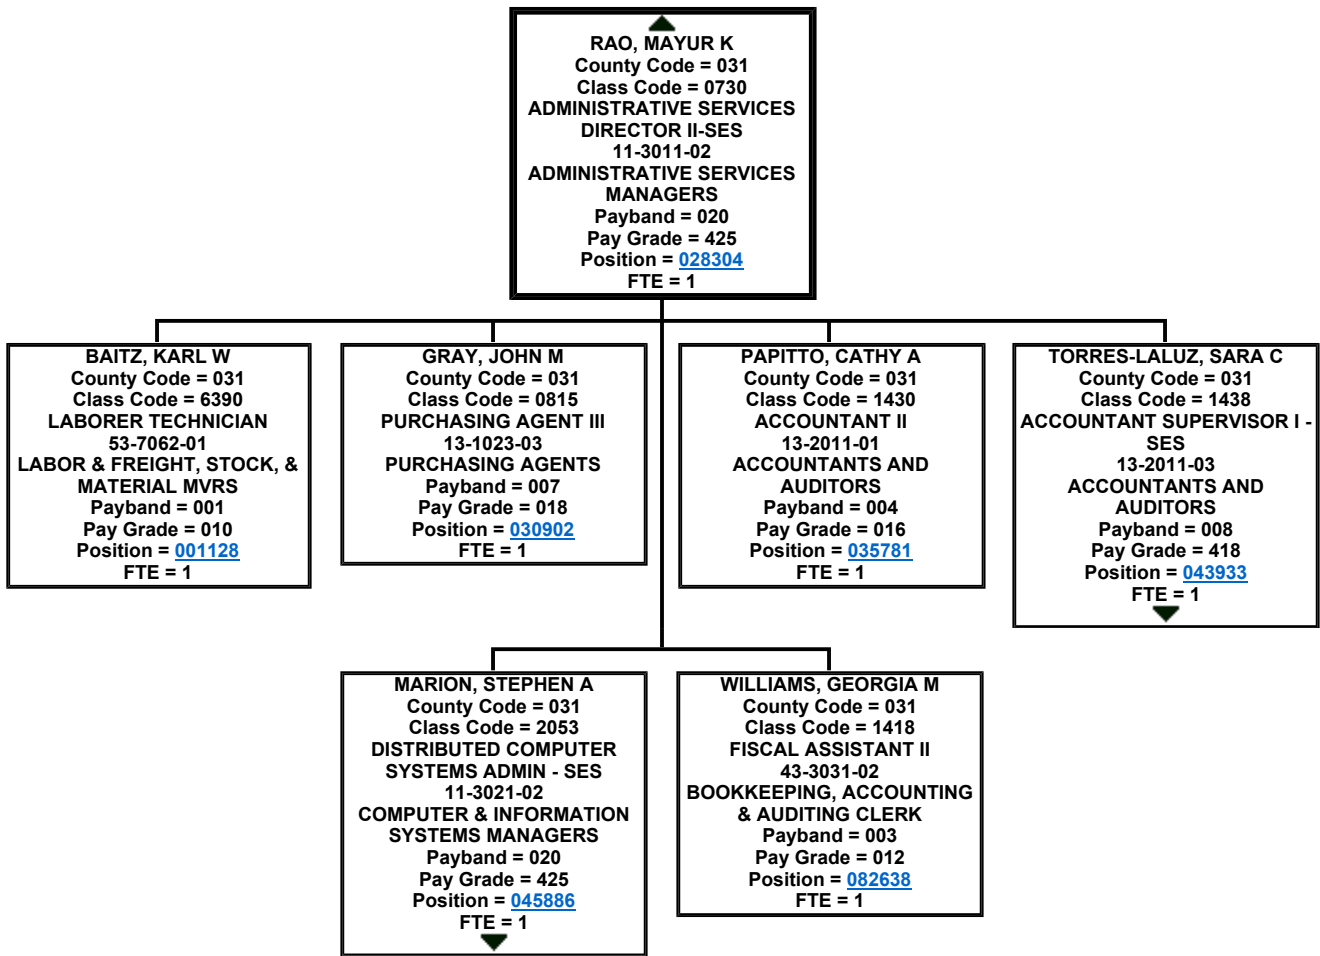 RAO, MAYUR K
County Code = 031
Class Code = 0730
ADMINISTRATIVE SERVICES
DIRECTOR II-SES
11-3011-02
ADMINISTRATIVE SERVICES
MANAGERS
Payband = 020
Pay Grade = 425
Position = 028304
FTE = 1
BAITZ, KARL W
County Code = 031
Class Code = 6390
LABORER TECHNICIAN
53-7062-01
LABOR & FREIGHT, STOCK, &
MATERIAL MVRS
Payband = 001
Pay Grade = 010
Position = 001128
FTE = 1
GRAY, JOHN M
County Code = 031
Class Code = 0815
PURCHASING AGENT III
13-1023-03
PURCHASING AGENTS
Payband = 007
Pay Grade = 018
Position = 030902
FTE = 1
PAPITTO, CATHY A
County Code = 031
Class Code = 1430
ACCOUNTANT II
13-2011-01
ACCOUNTANTS AND
AUDITORS
Payband = 004
Pay Grade = 016
Position = 035781
FTE = 1
TORRES-LALUZ, SARA C
County Code = 031
Class Code = 1438
ACCOUNTANT SUPERVISOR I -
SES
13-2011-03
ACCOUNTANTS AND
AUDITORS
Payband = 008
Pay Grade = 418
Position = 043933
FTE = 1
MARION, STEPHEN A
County Code = 031
Class Code = 2053
DISTRIBUTED COMPUTER
SYSTEMS ADMIN - SES
11-3021-02
COMPUTER & INFORMATION
SYSTEMS MANAGERS
Payband = 020
Pay Grade = 425
Position = 045886
FTE = 1
WILLIAMS, GEORGIA M
County Code = 031
Class Code = 1418
FISCAL ASSISTANT II
43-3031-02
BOOKKEEPING, ACCOUNTING
& AUDITING CLERK
Payband = 003
Pay Grade = 012
Position = 082638
FTE = 1